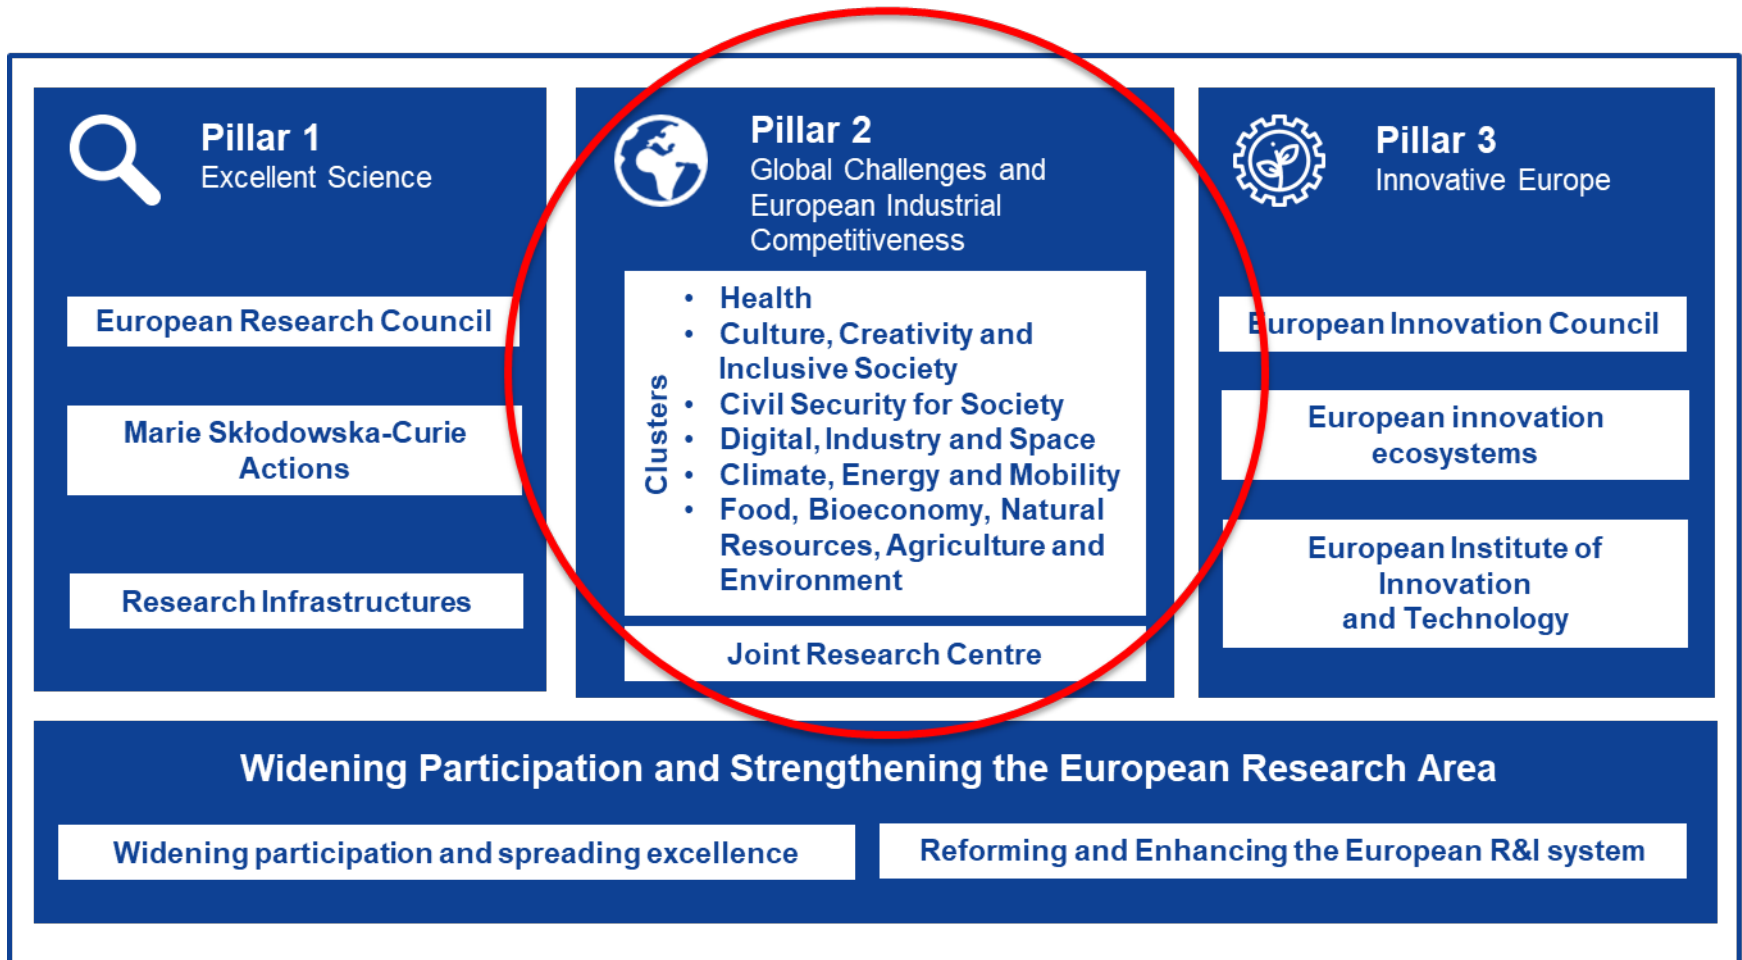 Pillar 1
Excellent Science
European Research Council
Marie Skłodowska-Curie
Actions
Research Infrastructures
Pillar 2
Global Challenges and
European Industrial
Competitiveness
Clusters
• Health
• Culture, Creativity and
Inclusive Society
• Civil Security for Society
• Digital, Industry and Space
• Climate, Energy and Mobility
• Food, Bioeconomy, Natural
Resources, Agriculture and
Environment
Joint Research Centre
Pillar 3
Innovative Europe
European Innovation Council
European innovation
ecosystems
European Institute of
Innovation
and Technology
Widening Participation and Strengthening the European Research Area
Widening participation and spreading excellence
Reforming and Enhancing the European R&I system